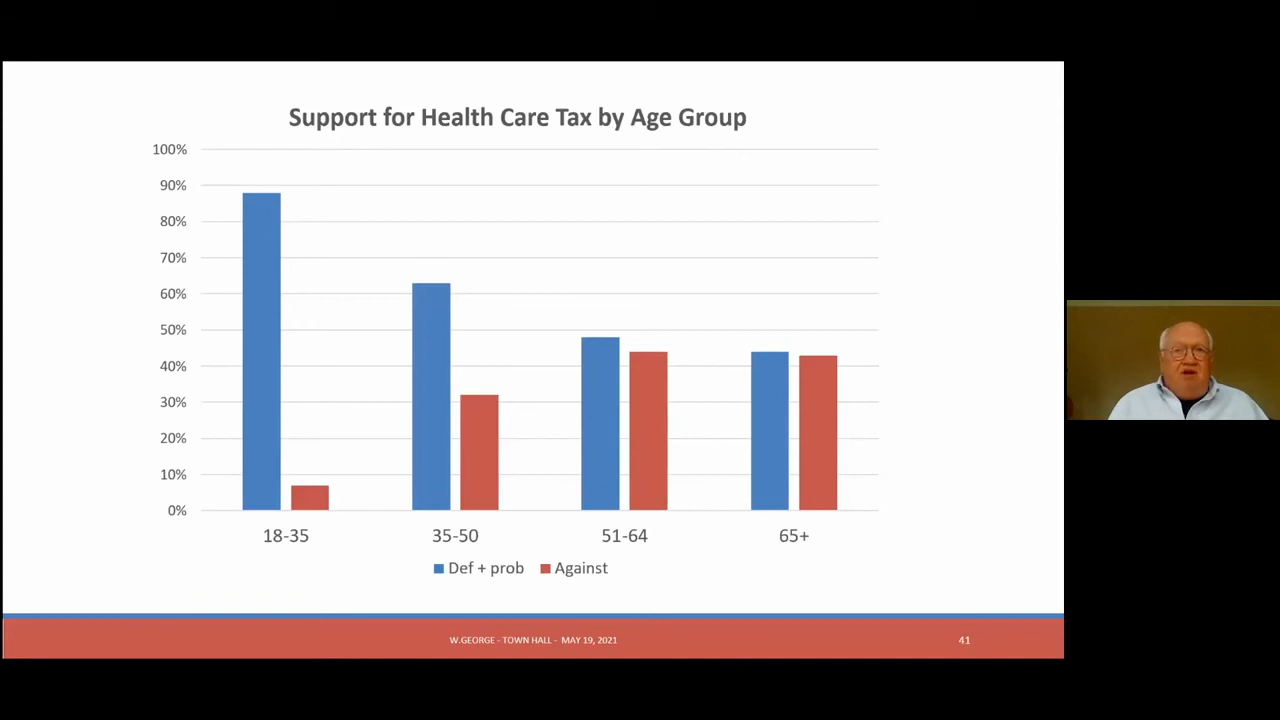 Support for Health Care Tax by Age Group
100%
90%
80%
70%
60%
50%
40%
30%
20%
10%
0%
18-35 35-50 51-64 65+
Def + prob Against
W.GEORGE - TOWN HALL - MAY 19, 2021 41